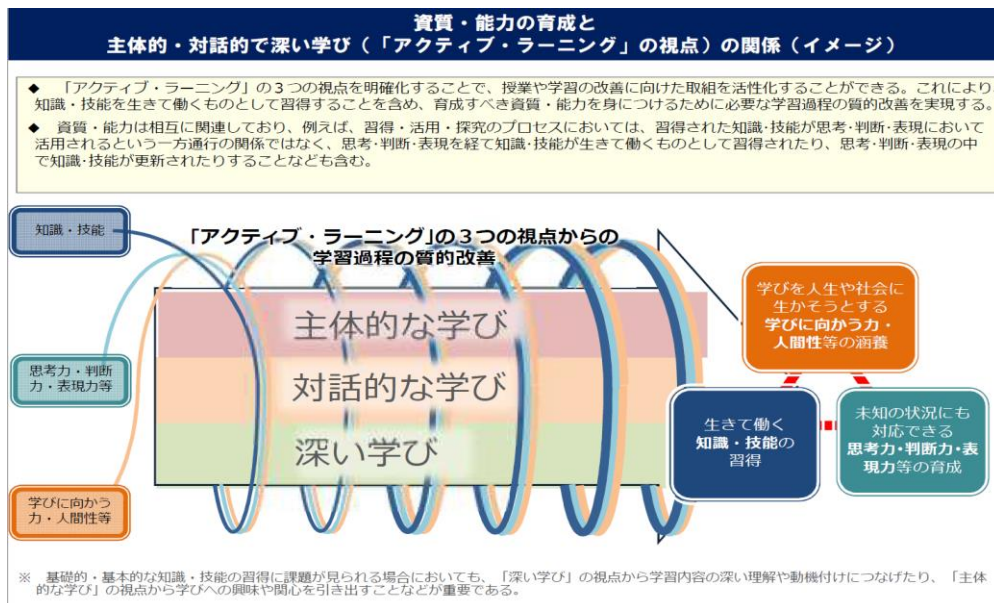 資質・能力の育成と
主体的・対話的で深い学び（「アクティブ・ラーニング」の視点）の関係（イメージ）
◆ 「アクティブ・ラーニング」の３つの視点を明確化することで、授業や学習の改善に向けた取組を活性化することができる。これにより
知識・技能を生きて働くものとして習得することを含め、育成すべき資質・能力を身につけるために必要な学習過程の質的改善を実現する。
◆ 資質・能力は相互に関連しており、例えば、習得・活用・探究のプロセスにおいては、習得された知識・技能が思考・判断・表現において
活用されるという一方通行の関係ではなく、思考・判断・表現を経て知識・技能が生きて働くものとして習得されたり、思考・判断・表現の中
で知識・技能が更新されたりすることなども含む。
知識・技能
思考力・判断
力・表現力等
学びに向かう
力・人間性等
「アクティブ・ラーニング」の３つの視点からの
学習過程の質的改善
主体的な学び
対話的な学び
深い学び
学びを人生や社会に
生かそうとする
学びに向かう力・
人間性等の涵養
生きて働く
知識・技能の
習得
未知の状況にも
対応できる
思考力・判断力・表
現力等の育成
※ 基礎的・基本的な知識・技能の習得に課題が見られる場合においても、「深い学び」の視点から学習内容の深い理解や動機付けにつなげたり、「主体
的な学び」の視点から学びへの興味や関心を引き出すことなどが重要である。